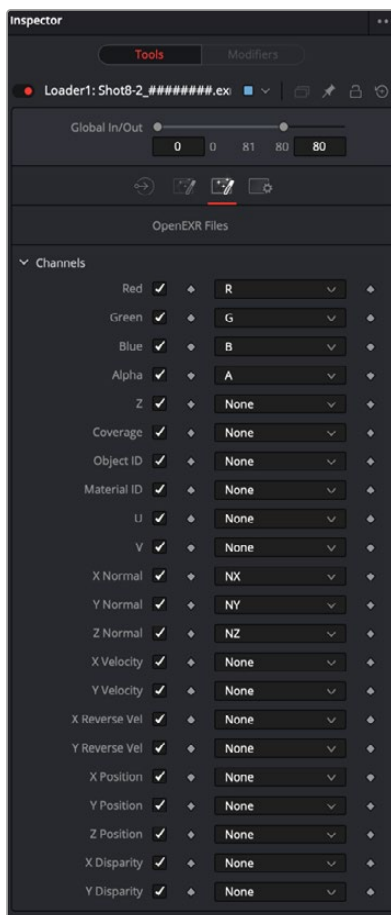 Inspector
Tools Modifiers
Loader1: Shot8-2_########.ex
Global In/Out
0 0 81 80 80
OpenEXR Files
Channels
Red R
Green G
Blue B
Alpha A
Z None
Coverage None
Object ID None
Material ID None
U None
V None
X Normal NX
Y Normal NY
Z Normal NZ
X Velocity None
Y Velocity None
X Reverse Vel None
Y Reverse Vel None
X Position None
Y Position None
Z Position None
X Disparity None
Y Disparity None